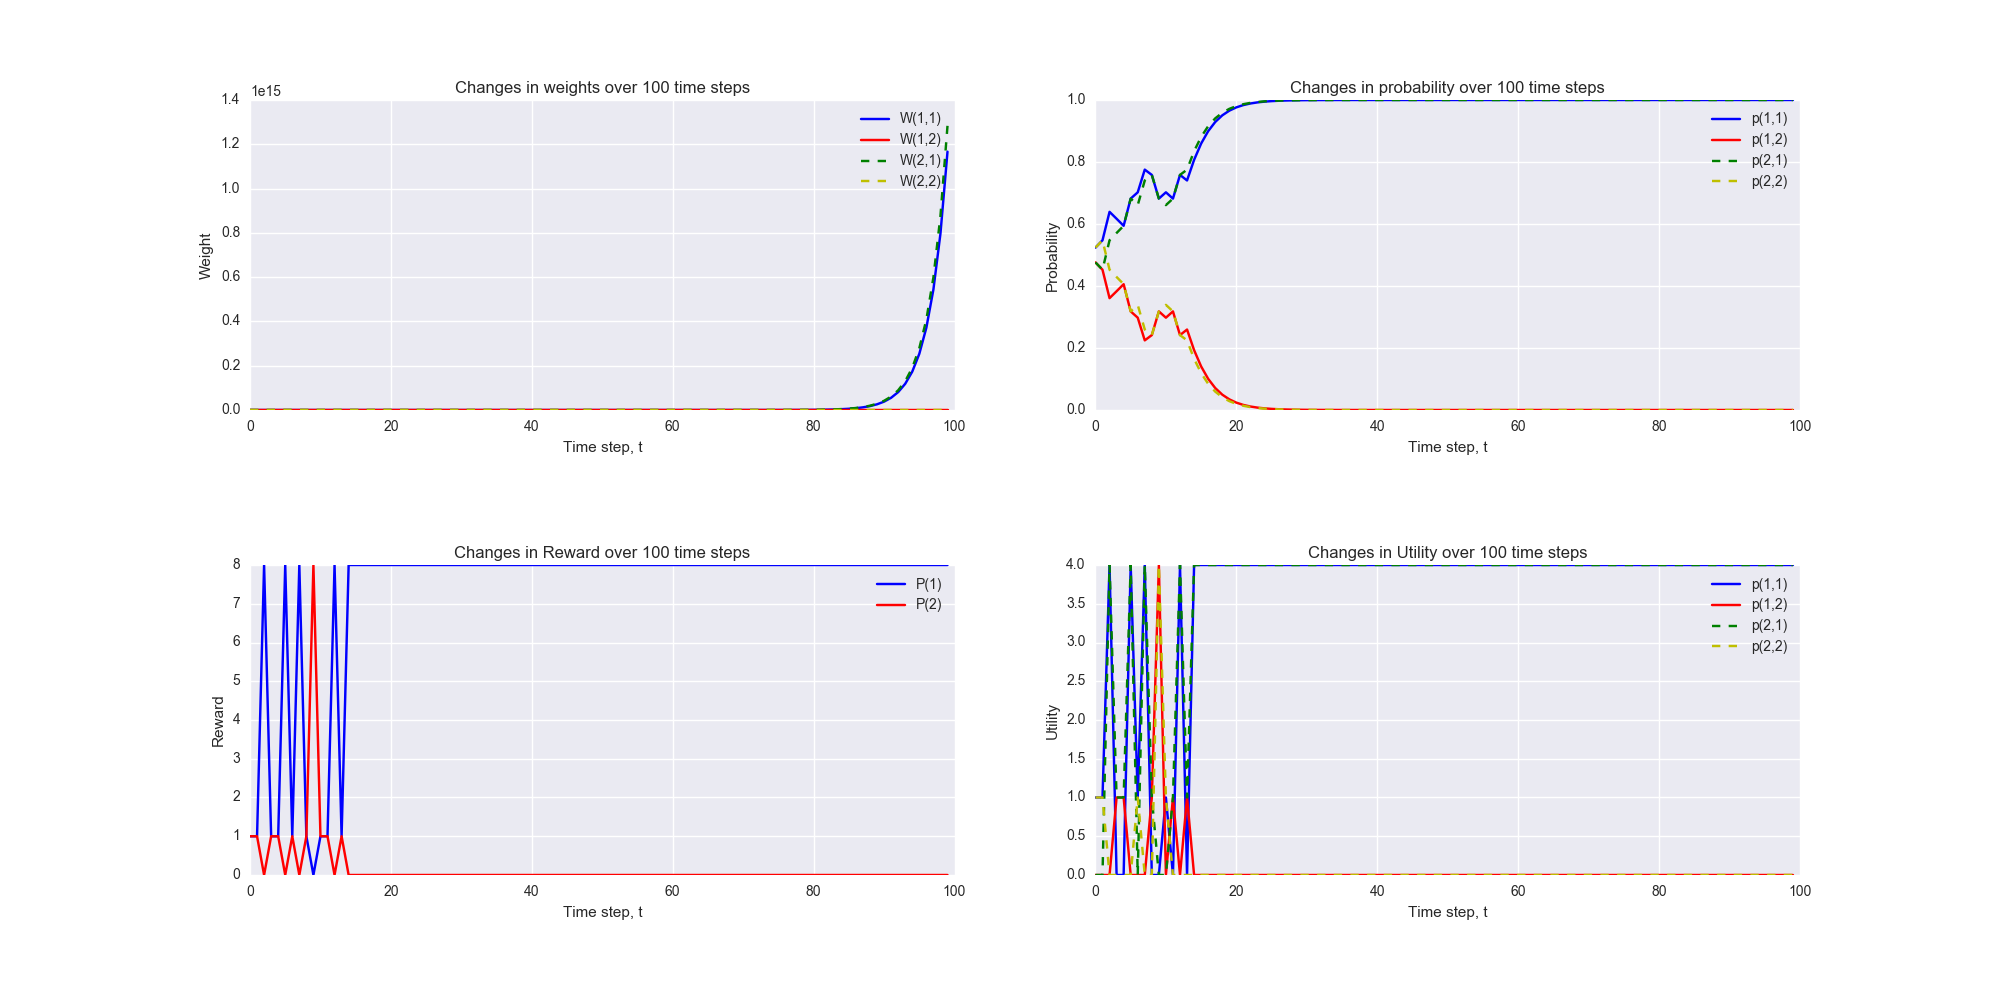 Changes in weights over 100 time steps
1e15
1.4
1.2
1.0
0.8
0.6
0.4
0.2
0.0
Weight
0 20 40 60 80 100
Time step, t
W(1,1)
W(1,2)
W(2,1)
W(2,2)
Changes in probability over 100 time steps
1.0
0.8
0.6
0.4
0.2
0.0
Probability
0 20 40 60 80 100
Time step, t
p(1,1)
p(1,2)
p(2,1)
p(2,2)
Changes in Reward over 100 time steps
8
7
6
5
4
3
2
1
0
Reward
0 20 40 60 80 100
Time step, t
P(1)
P(2)
Changes in Utility over 100 time steps
4.0
3.5
3.0
2.5
2.0
1.5
1.0
0.5
0.0
Utility
0 20 40 60 80 100
Time step, t
p(1,1)
p(1,2)
p(2,1)
p(2,2)